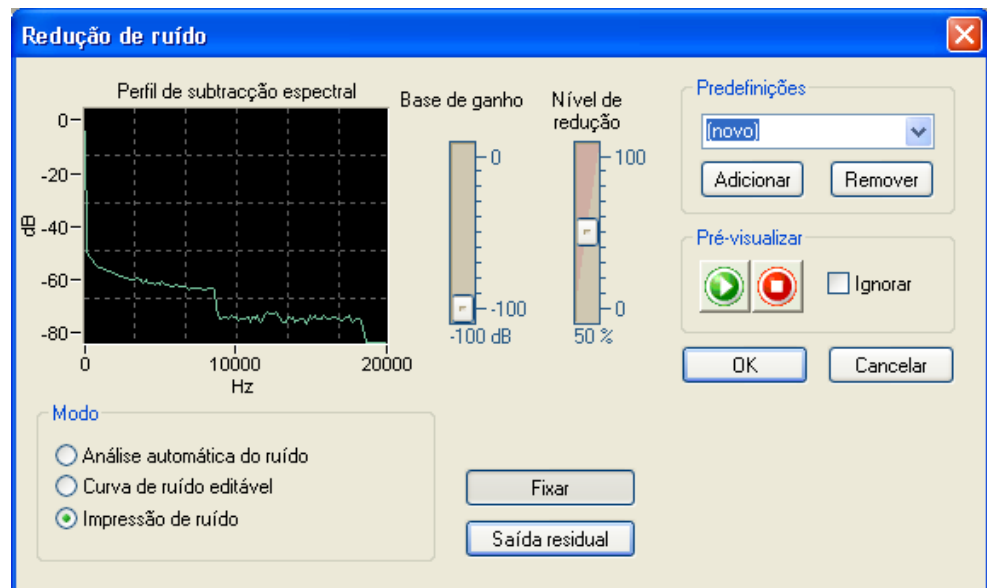 Redução de ruído
Perfil de subtracção espectral
0
-20
-40
-60
-80
dB
0
10000
20000
Hz
Base de ganho
0
-100
-100 dB
Nível de
redução
100
0
50 %
Predefinições
(novo)
Adicionar
Remover
Pré-visualizar
Ignorar
OK
Cancelar
Modo
Análise automática do ruído
Curva de ruído editável
Impressão de ruído
Fixar
Saída residual